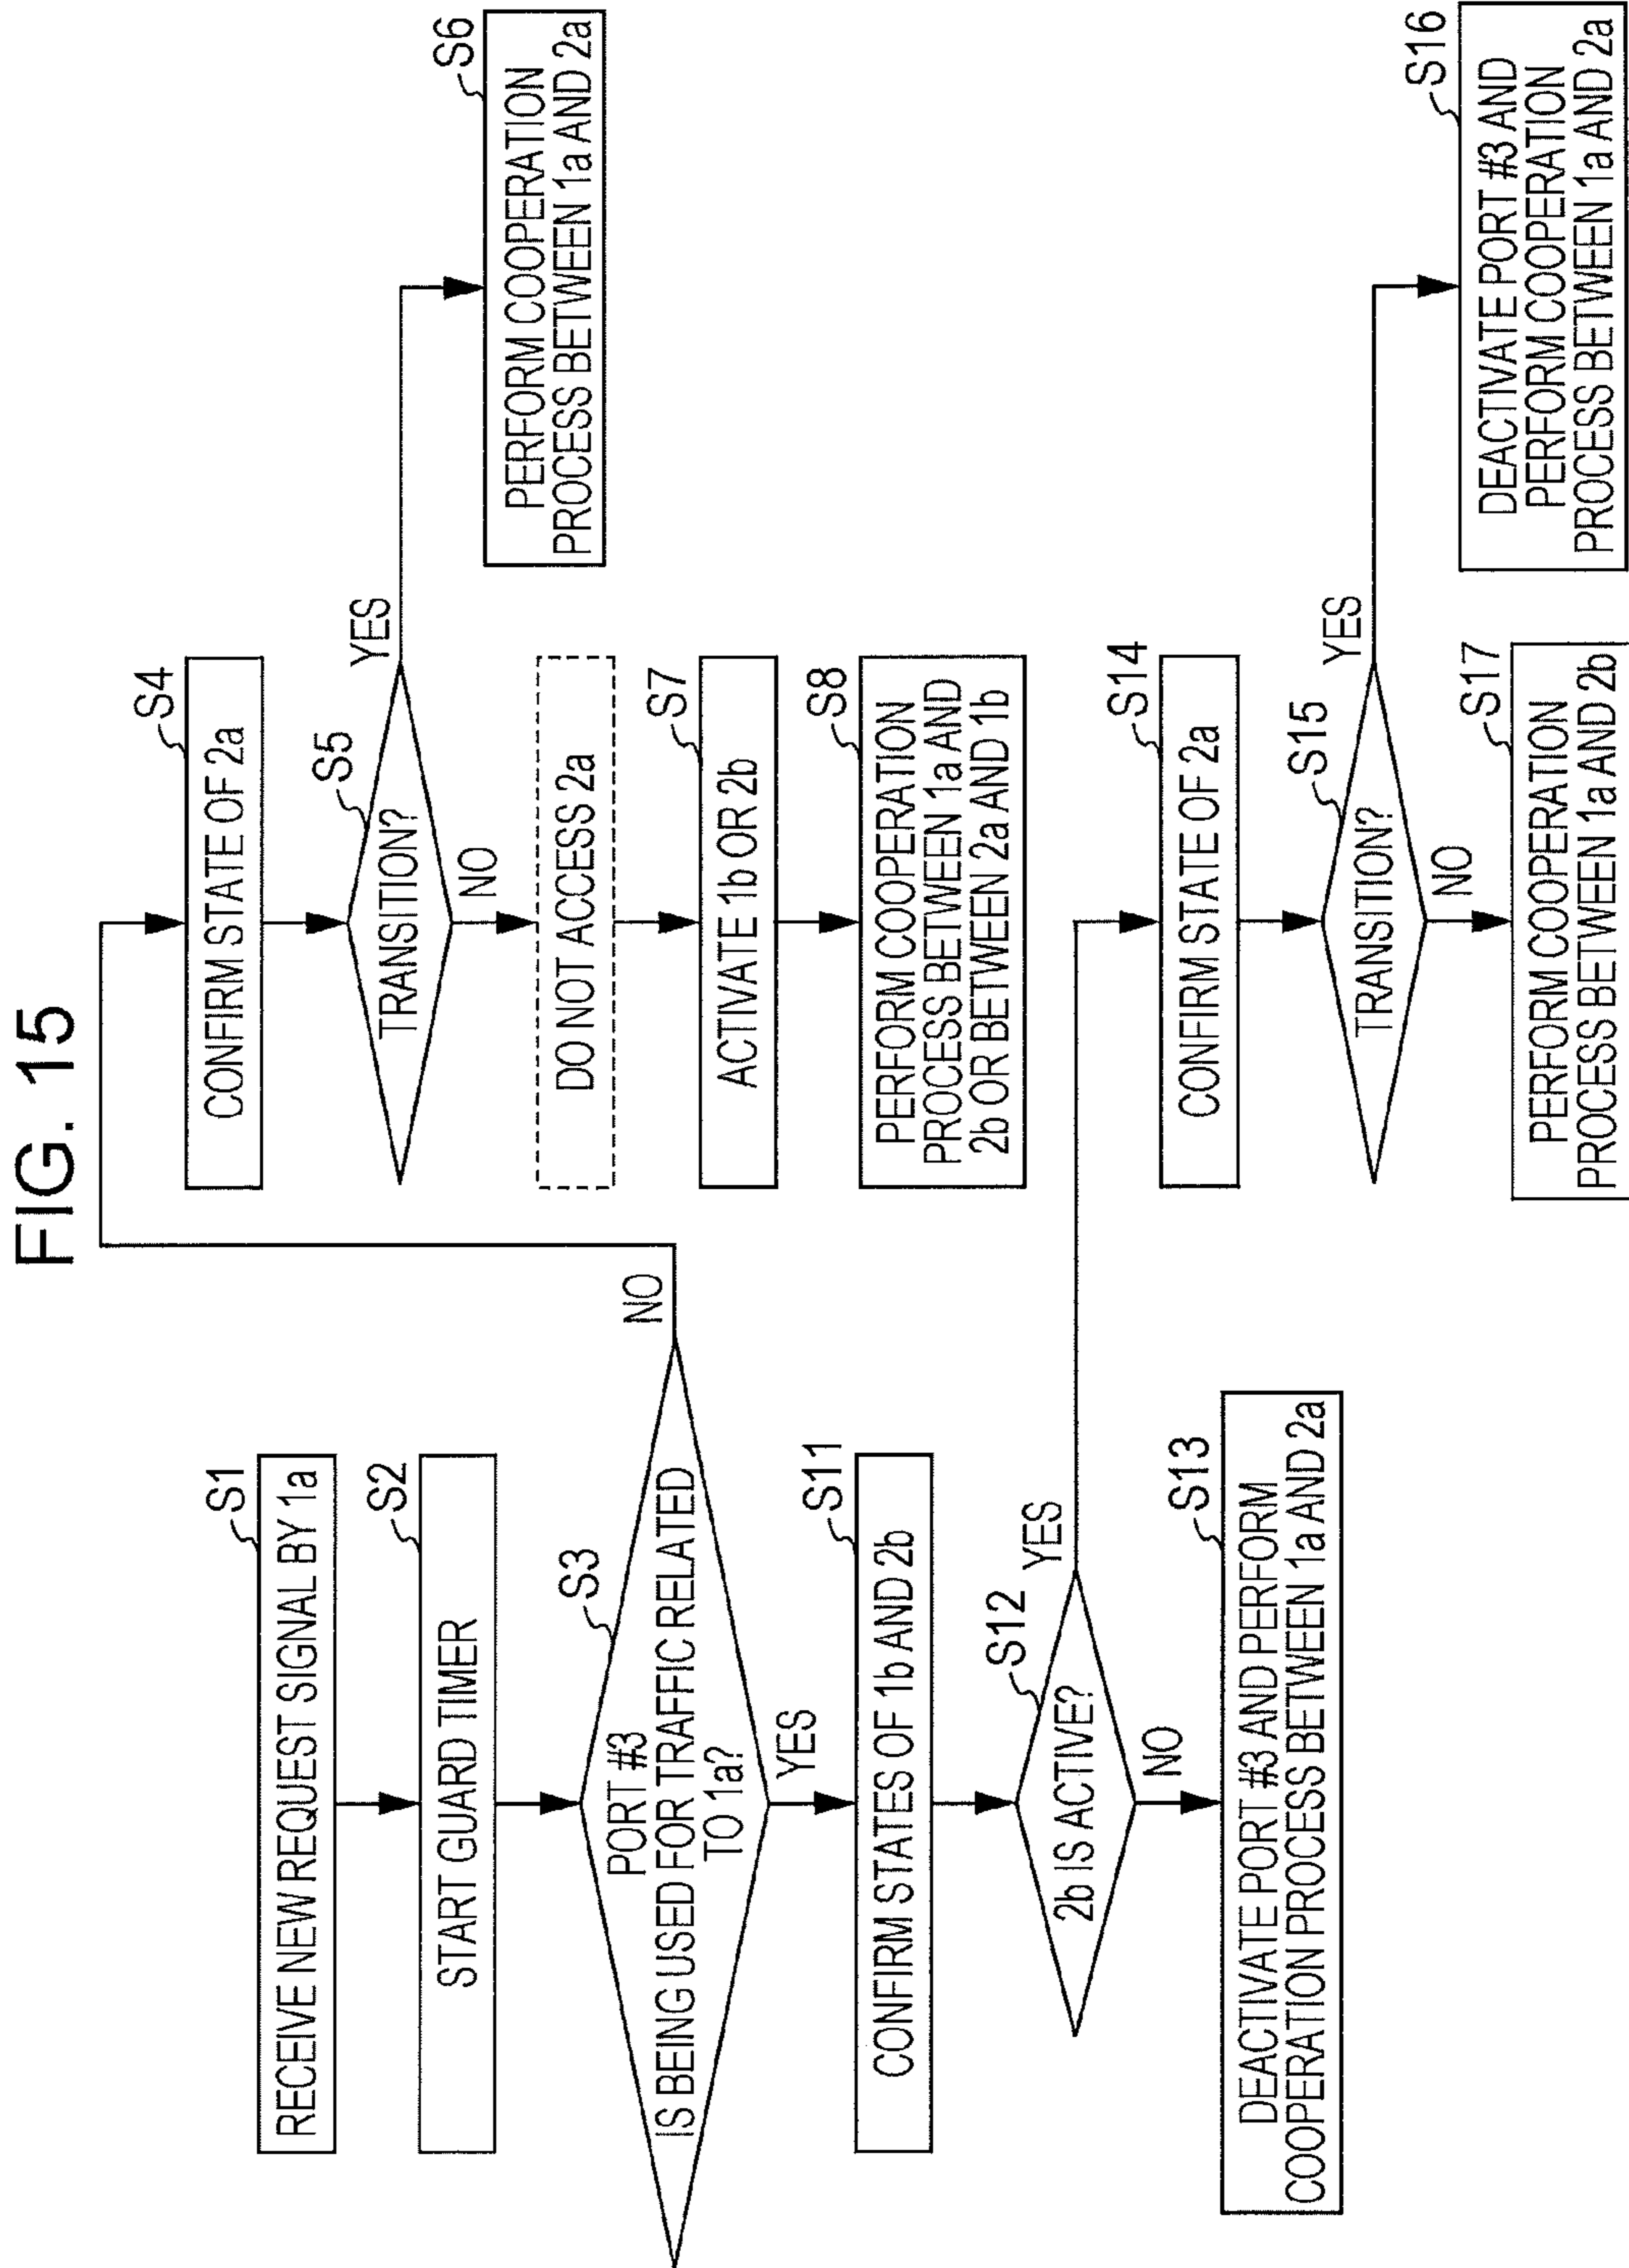 FIG. 15
S1
RECEIVE NEW REQUEST SIGNAL BY 1a
S2
START GUARD TIMER
S3
PORT #3
IS BEING USED FOR TRAFFIC RELATED
TO 1a?
NO
YES
S11
CONFIRM STATES OF 1b AND 2b
S12
2b IS ACTIVE?
YES
NO
S13
DEACTIVATE PORT #3 AND PERFORM
COOPERATION PROCESS BETWEEN 1a AND 2a
S4
CONFIRM STATE OF 2a
S5
TRANSITION?
YES
NO
DO NOT ACCESS 2a
S7
ACTIVATE 1b OR 2b
S8
PERFORM COOPERATION
PROCESS BETWEEN 1a AND
2b OR BETWEEN 2a AND 1b
S6
PERFORM COOPERATION
PROCESS BETWEEN 1a AND 2a
S14
CONFIRM STATE OF 2a
S15
TRANSITION?
YES
NO
S17
PERFORM COOPERATION
PROCESS BETWEEN 1a AND 2b
S16
DEACTIVATE PORT #3 AND
PERFORM COOPERATION
PROCESS BETWEEN 1a AND 2a